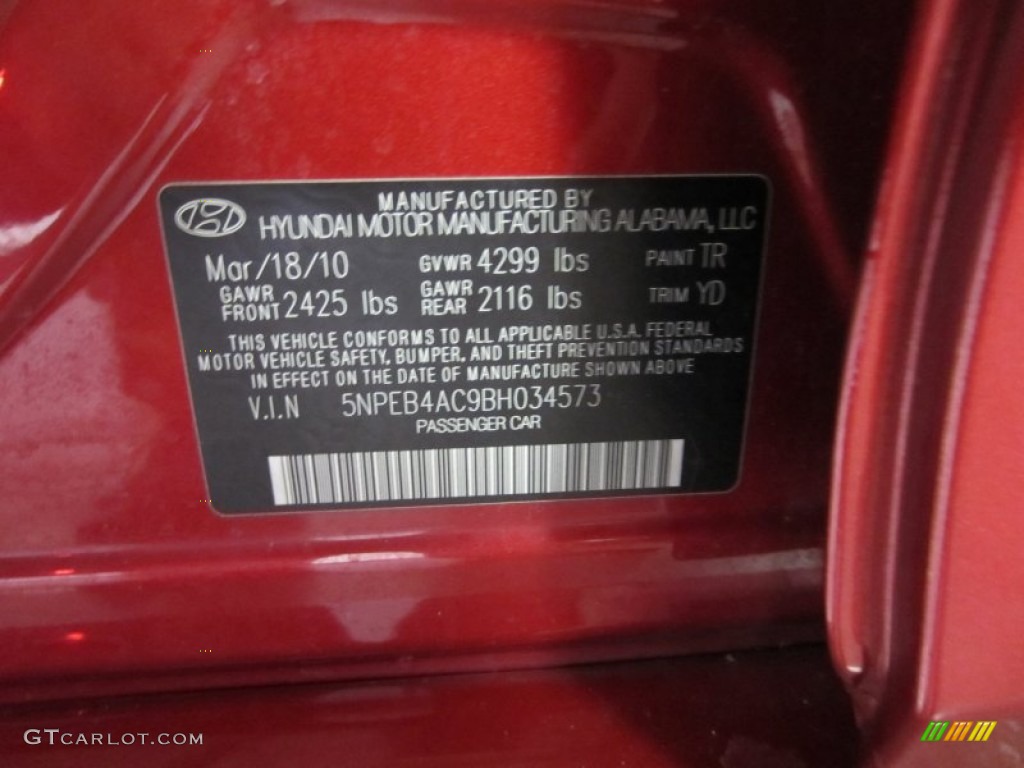 MANUFACTURED BY
HYUNDAI MOTOR MANUFACTURING ALABAMA, LLC
Mar/18/10 GVWR 4299 lbs PAINT TR
GAWR FRONT 2425 lbs GAWR REAR 2116 lbs TRIM YD
THIS VEHICLE CONFORMS TO ALL APPLICABLE U.S.A. FEDERAL
MOTOR VEHICLE SAFETY, BUMPER, AND THEFT PREVENTION STANDARDS
IN EFFECT ON THE DATE OF MANUFACTURE SHOWN ABOVE
V.I.N 5NPEB4AC9BH034573
PASSENGER CAR
GTCARLOT.COM